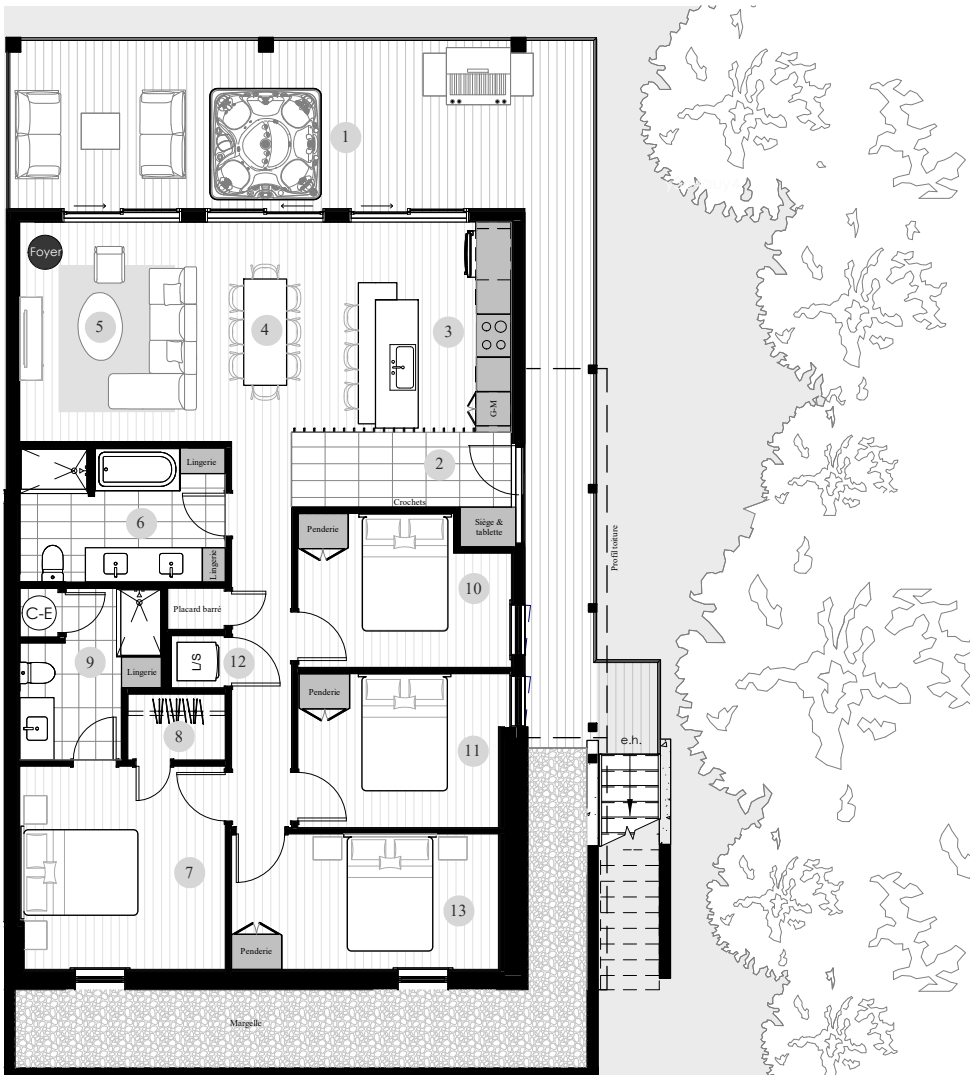 1
Foyer
5
4
3
G-M
2
Crochets
Lingerie
6
Siège &
tablette
Penderie
Profil toiture
Lingerie
10
C-E
Placard barré
9
L/S
12
Lingerie
Penderie
8
11
e.h.
7
13
Penderie
Margelle